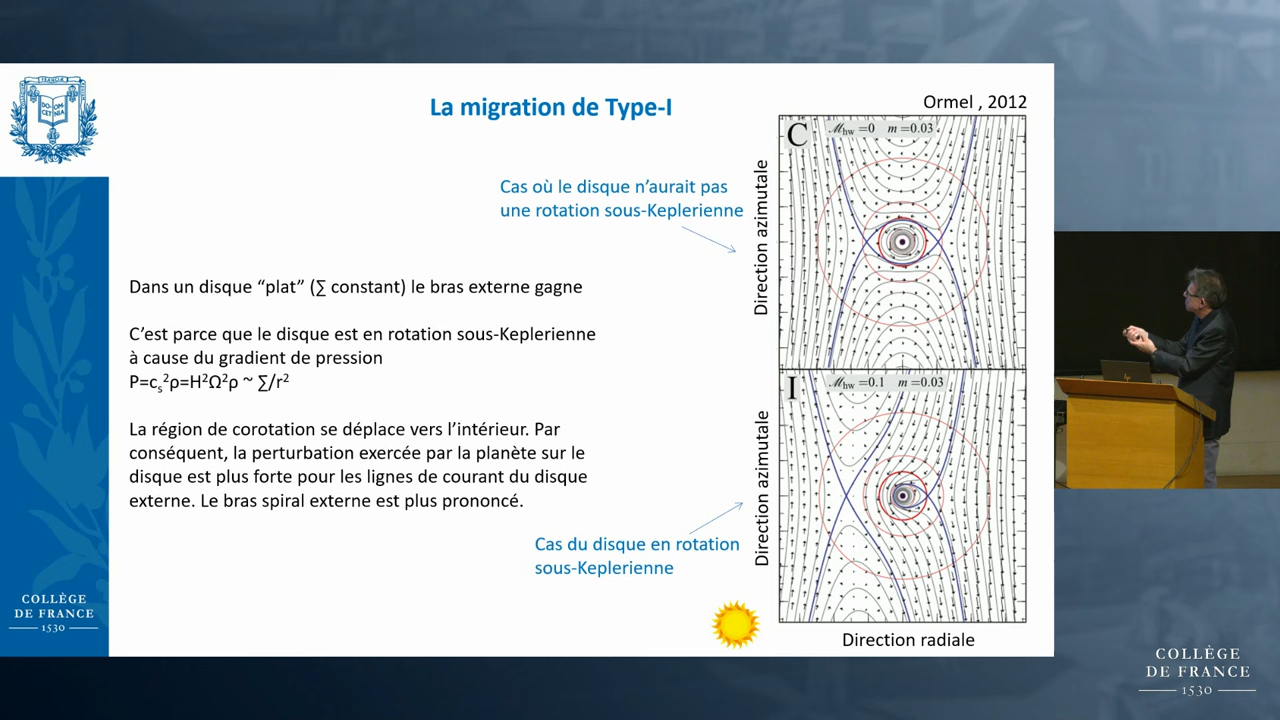 La migration de Type-I
Ormel , 2012
Cas où le disque n’aurait pas
une rotation sous-Keplerienne
Dans un disque “plat” (∑ constant) le bras externe gagne
C’est parce que le disque est en rotation sous-Keplerienne
à cause du gradient de pression
P=cₛ²ρ=H²Ω²ρ ~ ∑/r²
La région de corotation se déplace vers l’intérieur. Par
conséquent, la perturbation exercée par la planète sur le
disque est plus forte pour les lignes de courant du disque
externe. Le bras spiral externe est plus prononcé.
Cas du disque en rotation
sous-Keplerienne
Direction azimutale
C ℳhw=0 m=0.03
Direction azimutale
I ℳhw=0.1 m=0.03
Direction radiale
COLLÈGE
DE FRANCE
1530
COLLÈGE
DE FRANCE
1530